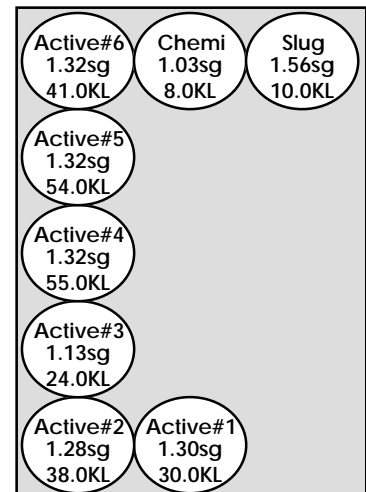 Active#6
1.32sg
41.0KL
Chemi
1.03sg
8.0KL
Slug
1.56sg
10.0KL
Active#5
1.32sg
54.0KL
Active#4
1.32sg
55.0KL
Active#3
1.13sg
24.0KL
Active#2
1.28sg
38.0KL
Active#1
1.30sg
30.0KL